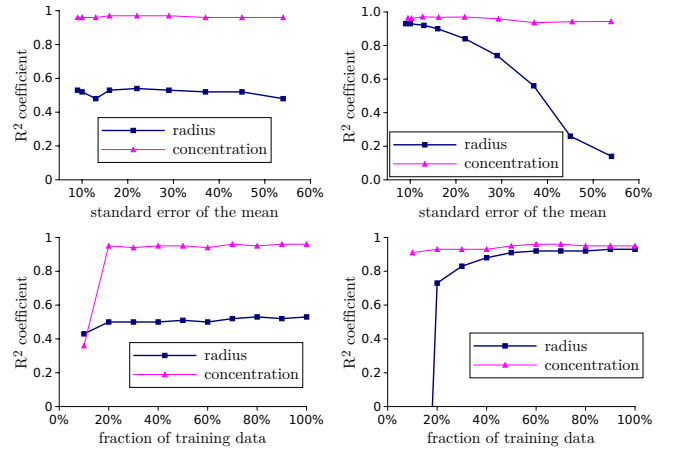 1
0.8
0.6
0.4
0.2
0
R² coefficient
radius
concentration
10% 20% 30% 40% 50% 60%
standard error of the mean
1
0.8
0.6
0.4
0.2
0
R² coefficient
radius
concentration
10% 20% 30% 40% 50% 60%
standard error of the mean
1
0.8
0.6
0.4
0.2
0
R² coefficient
radius
concentration
0% 20% 40% 60% 80% 100%
fraction of training data
1
0.8
0.6
0.4
0.2
0
R² coefficient
radius
concentration
0% 20% 40% 60% 80% 100%
fraction of training data